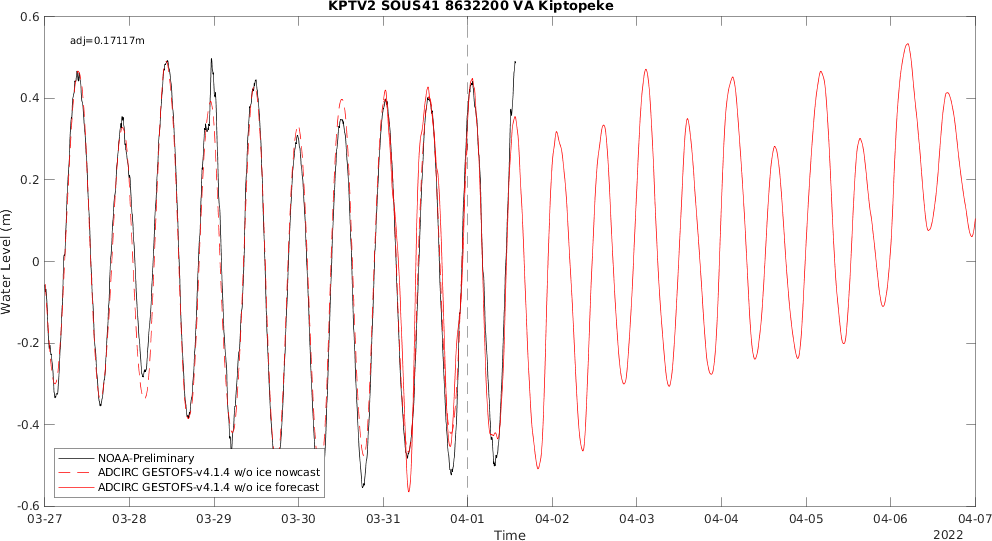 KPTV2 SOUS41 8632200 VA Kiptopeke
adj=0.17117m
0.6
0.4
0.2
0
-0.2
-0.4
-0.6
Water Level (m)
NOAA-Preliminary
ADCIRC GESTOFS-v4.1.4 w/o ice nowcast
ADCIRC GESTOFS-v4.1.4 w/o ice forecast
03-27 03-28 03-29 03-30 03-31 04-01 04-02 04-03 04-04 04-05 04-06 04-07
Time
2022